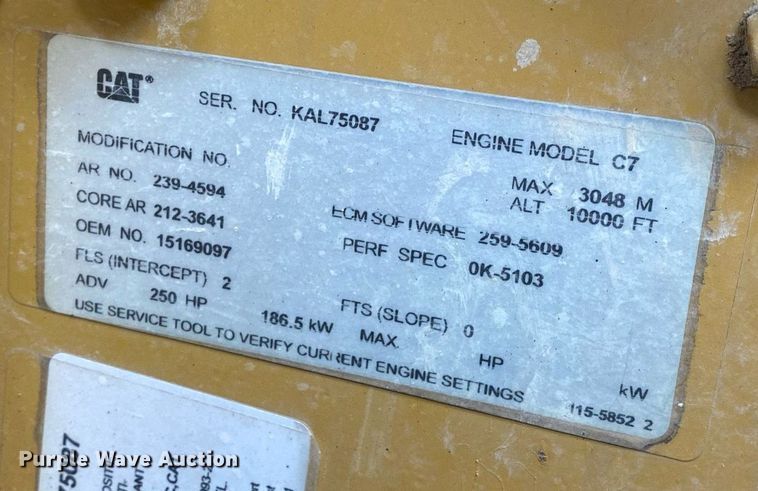 CAT® SER. NO. KAL75087 ENGINE MODEL C7
MODIFICATION NO. MAX 3048 M
AR NO. 239-4594 ALT 10000 FT
CORE AR 212-3641 ECM SOFTWARE 259-5609
OEM NO. 15169097 PERF SPEC 0K-5103
FLS (INTERCEPT) 2 FTS (SLOPE) 0
ADV 250 HP 186.5 kW MAX. HP kW
USE SERVICE TOOL TO VERIFY CURRENT ENGINE SETTINGS
115-5852 2
Purple Wave Auction